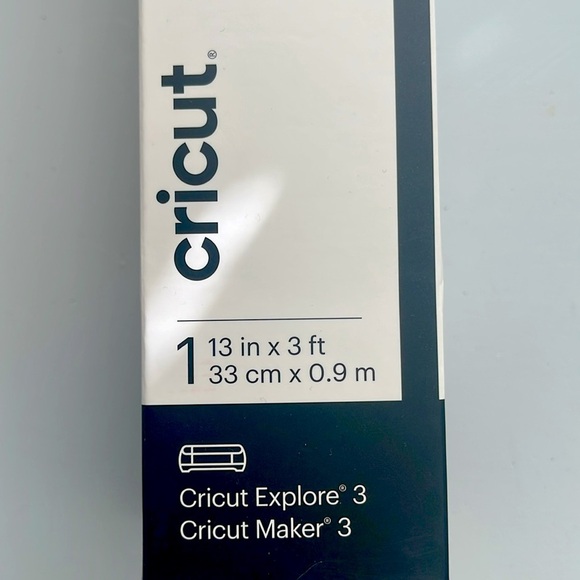 cricut®
1
13 in x 3 ft
33 cm x 0.9 m
Cricut Explore® 3
Cricut Maker® 3